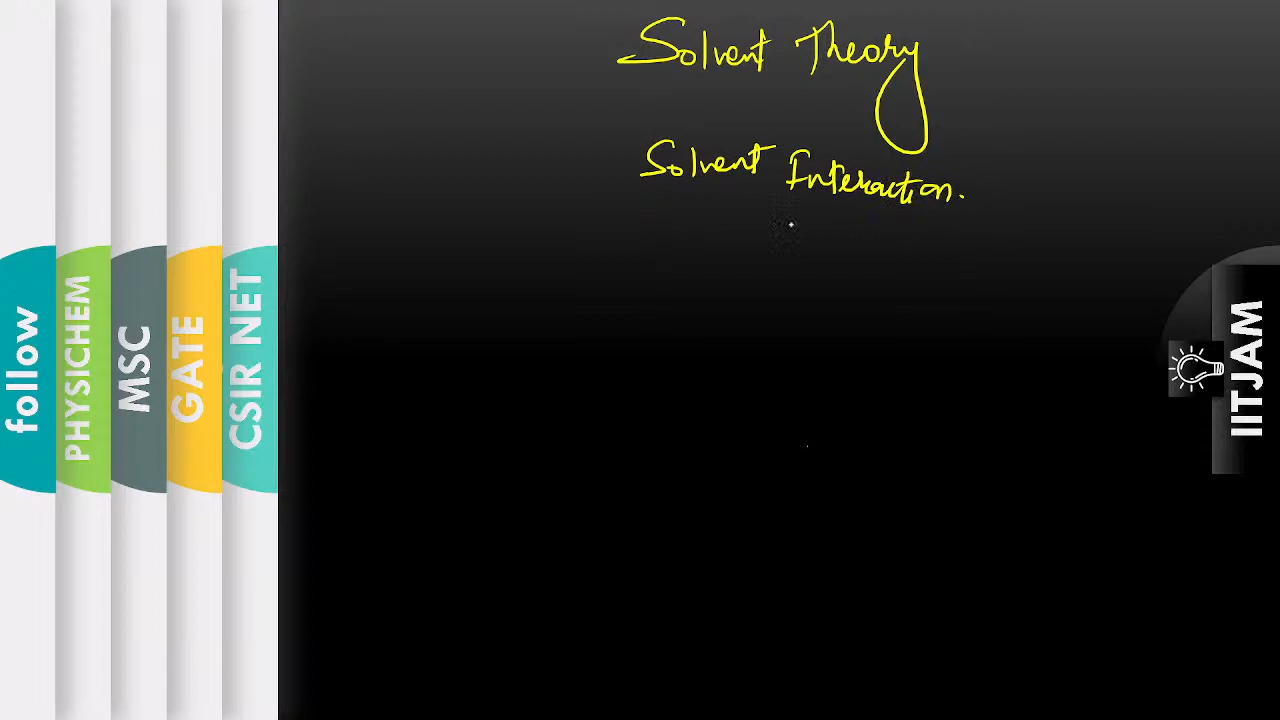 Solvent Theory
Solvent Interaction.
follow
PHYSICHEM
MSC
GATE
CSIR NET
IITJAM